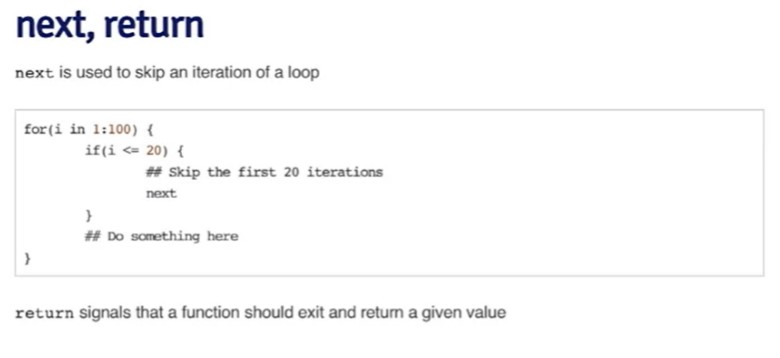 next, return
next is used to skip an iteration of a loop
for(i in 1:100) {
if(i <= 20) {
## Skip the first 20 iterations
next
}
## Do something here
}
return signals that a function should exit and return a given value